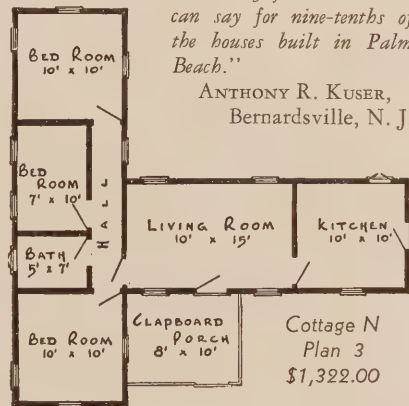 can say for nine-tenths of
the houses built in Palm
Beach."
ANTHONY R. KUSER,
Bernardsville, N. J
BED ROOM
10' x 10'
BED
ROOM
7' x 10'
HALL
BATH
5' x 7'
LIVING ROOM
10' x 15'
KITCHEN
10' x 10'
BED ROOM
10' x 10'
CLAPBOARD
PORCH
8' x 10'
Cottage N
Plan 3
$1,322.00